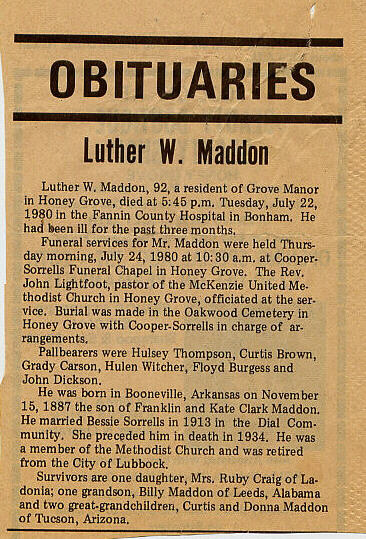 OBITUARIES
Luther W. Maddon
Luther W. Maddon, 92, a resident of Grove Manor
in Honey Grove, died at 5:45 p.m. Tuesday, July 22,
1980 in the Fannin County Hospital in Bonham. He
had been ill for the past three months.
Funeral services for Mr. Maddon were held Thurs-
day morning, July 24, 1980 at 10:30 a.m. at Cooper-
Sorrells Funeral Chapel in Honey Grove. The Rev.
John Lightfoot, pastor of the McKenzie United Me-
thodist Church in Honey Grove, officiated at the ser-
vice. Burial was made in the Oakwood Cemetery in
Honey Grove with Cooper-Sorrells in charge of ar-
rangements.
Pallbearers were Hulsey Thompson, Curtis Brown,
Grady Carson, Hulen Witcher, Floyd Burgess and
John Dickson.
He was born in Booneville, Arkansas on November
15, 1887 the son of Franklin and Kate Clark Maddon.
He married Bessie Sorrells in 1913 in the Dial Com-
munity. She preceded him in death in 1934. He was
a member of the Methodist Church and was retired
from the City of Lubbock.
Survivors are one daughter, Mrs. Ruby Craig of La-
donia; one grandson, Billy Maddon of Leeds, Alabama
and two great-grandchildren, Curtis and Donna Maddon
of Tucson, Arizona.